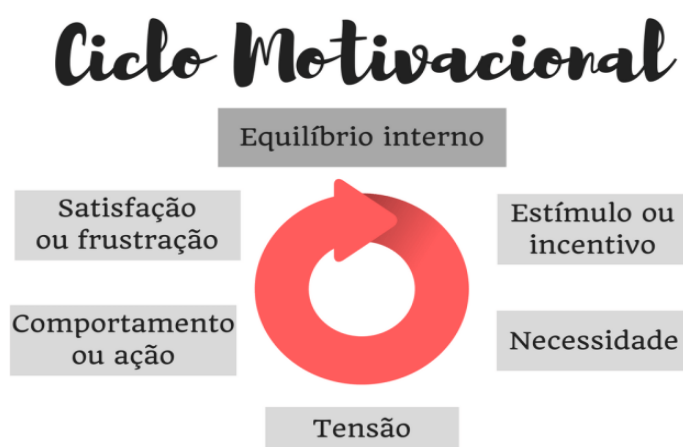 Ciclo Motivacional
Equilíbrio interno
Estímulo ou
incentivo
Necessidade
Tensão
Comportamento
ou ação
Satisfação
ou frustração